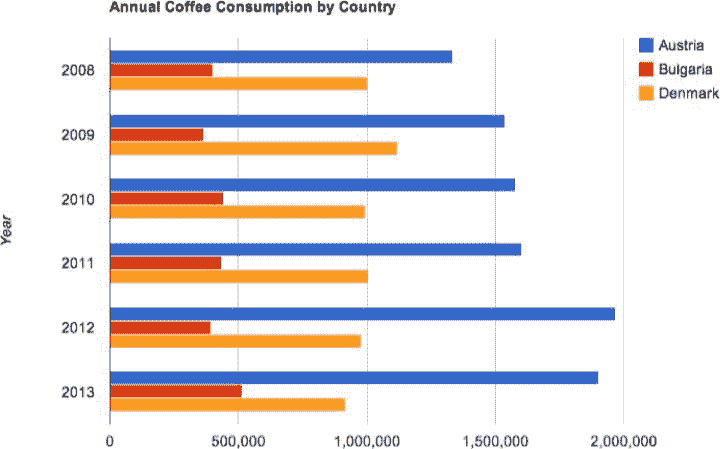 Annual Coffee Consumption by Country
Austria
Bulgaria
Denmark
2008
2009
2010
2011
2012
2013
Year
0
500,000
1,000,000
1,500,000
2,000,000